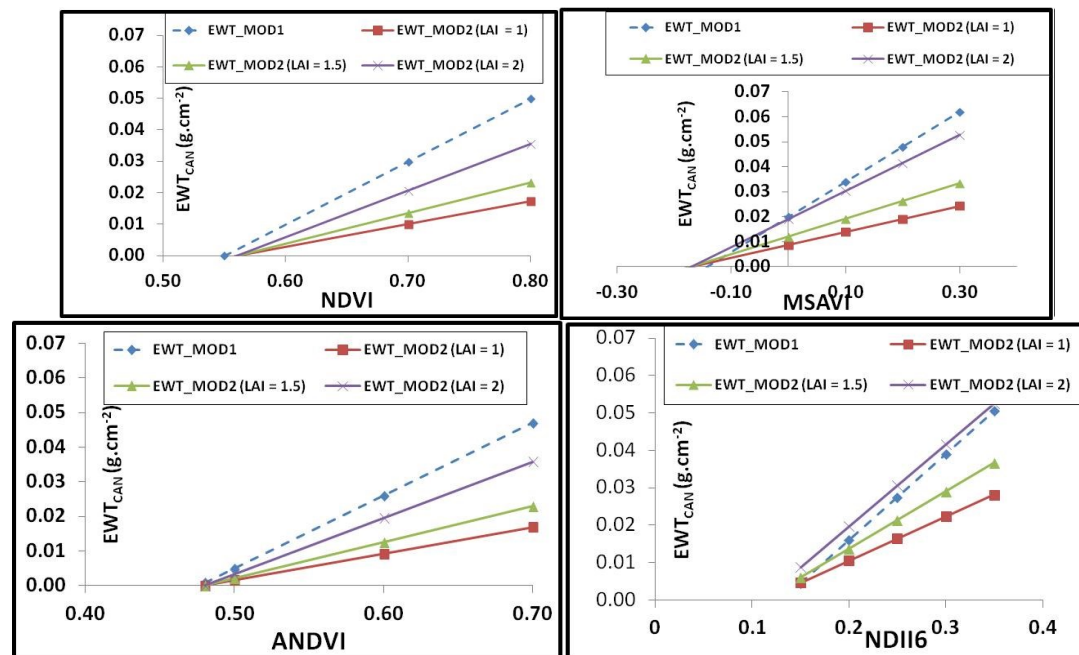 0.07
0.06
0.05
0.04
0.03
0.02
0.01
0.00
EWT_MOD1
EWT_MOD2 (LAI = 1)
EWT_MOD2 (LAI = 1.5)
EWT_MOD2 (LAI = 2)
EWTCAN (g.cm-2)
0.50 0.60 0.70 0.80
NDVI
EWT_MOD1
EWT_MOD2 (LAI = 1)
EWT_MOD2 (LAI = 1.5)
EWT_MOD2 (LAI = 2)
0.07
0.06
0.05
0.04
0.03
0.02
0.01
0.00
EWTCAN (g.cm-2)
-0.30 -0.10 0.10 0.30
MSAVI
0.07
0.06
0.05
0.04
0.03
0.02
0.01
0.00
EWT_MOD1
EWT_MOD2 (LAI = 1)
EWT_MOD2 (LAI = 1.5)
EWT_MOD2 (LAI = 2)
EWTCAN (g.cm-2)
0.40 0.50 0.60 0.70
ANDVI
0.07
0.06
0.05
0.04
0.03
0.02
0.01
0.00
EWT_MOD1
EWT_MOD2 (LAI = 1)
EWT_MOD2 (LAI = 1.5)
EWT_MOD2 (LAI = 2)
EWTCAN (g.cm-2)
0 0.1 0.2 0.3 0.4
NDII6